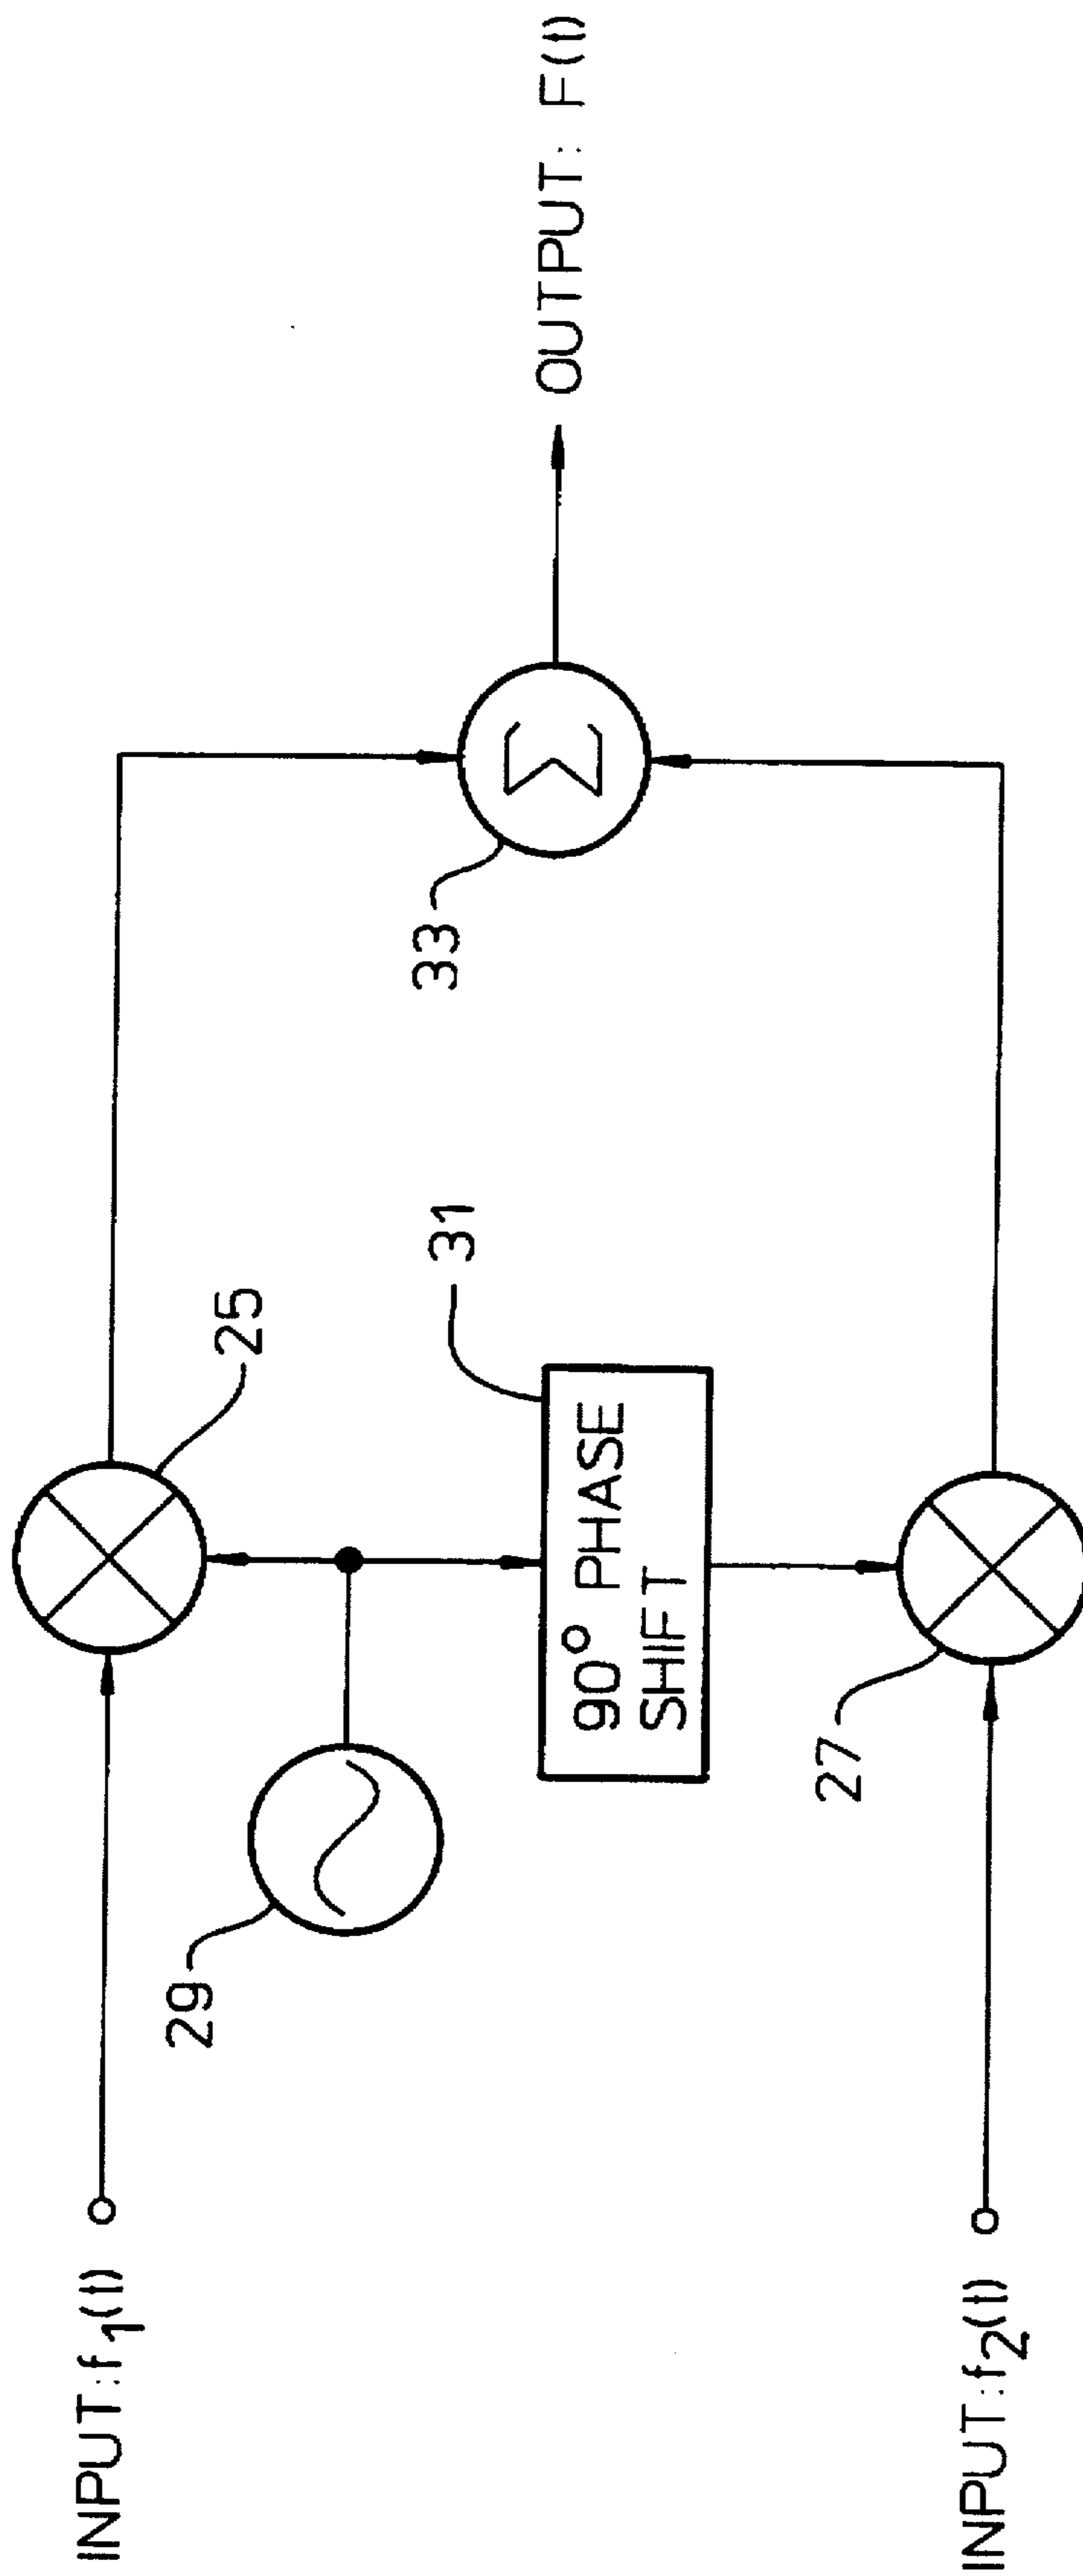 INPUT: f1(t)
25
29
31
90° PHASE
SHIFT
33
Σ
OUTPUT: F(t)
27
INPUT: f2(t)